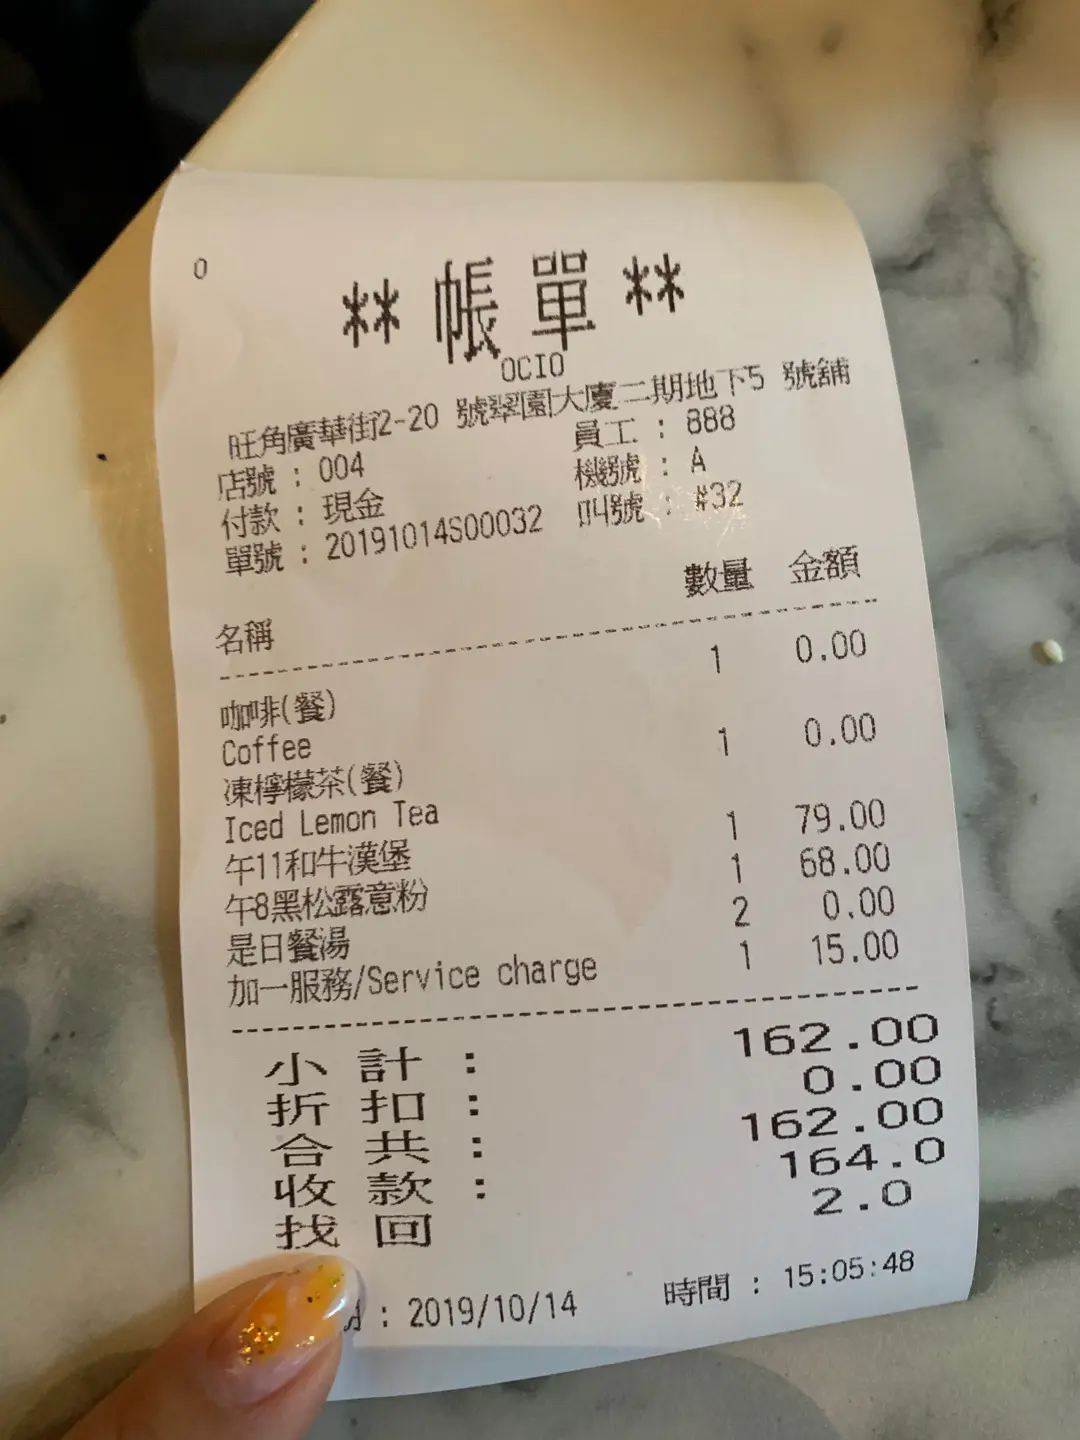 0
** 帳 單 **
OCIO
旺角廣華街2-20 號翠園大廈二期地下5 號舖
店號 : 004 員工 : 888
付款 : 現金 機號 : A
單號 : 20191014S00032 叫號 : #32
名稱 數量 金額
咖啡(餐) 1 0.00
Coffee
凍檸檬茶(餐) 1 0.00
Iced Lemon Tea
午11和牛漢堡 1 79.00
午8黑松露意粉 1 68.00
是日餐湯 2 0.00
加一服務/Service charge 1 15.00
小 計 : 162.00
折 扣 : 0.00
合 共 : 162.00
收 款 : 164.0
找 回 2.0
: 2019/10/14 時間 : 15:05:48